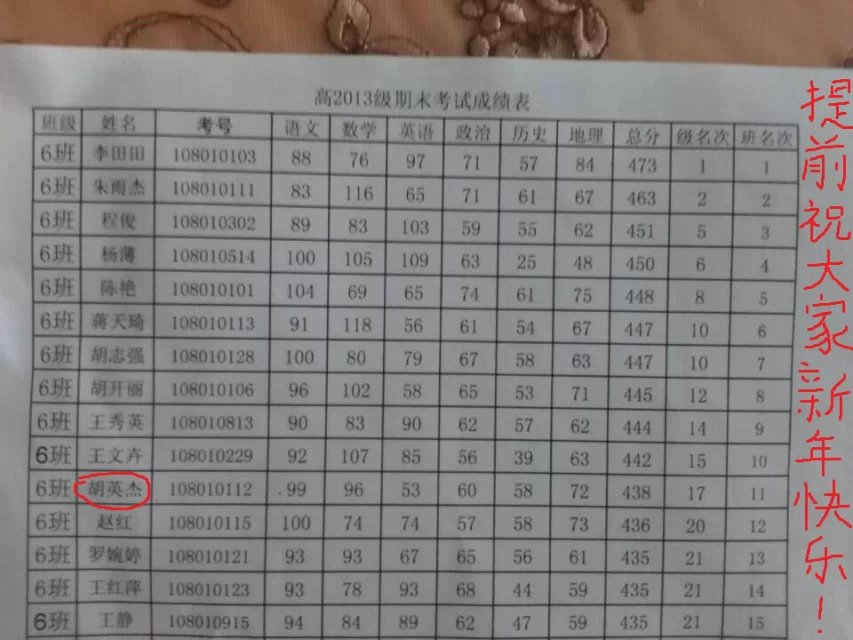 高2013级期末考试成绩表
班级 姓名 考号 语文 数学 英语 政治 历史 地理 总分 级名次 班名次
6班 李田田 108010103 88 76 97 71 57 84 473 1 1
6班 朱雨杰 108010111 83 116 65 71 61 67 463 2 2
6班 程俊 108010302 89 83 103 59 55 62 451 5 3
6班 杨薄 108010514 100 105 109 63 25 48 450 6 4
6班 陈艳 108010101 104 69 65 74 61 75 448 8 5
6班 蒋天琦 108010113 91 118 56 61 54 67 447 10 6
6班 胡志强 108010128 100 80 79 67 58 63 447 10 7
6班 胡开丽 108010106 96 102 58 65 53 71 445 12 8
6班 王秀英 108010813 90 83 90 62 57 62 444 14 9
6班 王文卉 108010229 92 107 85 56 39 63 442 15 10
6班 胡英杰 108010112 99 96 53 60 58 72 438 17 11
6班 赵红 108010115 100 74 74 57 58 73 436 20 12
6班 罗婉婷 108010121 93 93 67 65 56 61 435 21 13
6班 王红萍 108010123 93 78 93 68 44 59 435 21 14
6班 王静 108010915 94 84 89 62 47 59 435 21 15
提前祝大家新年快乐！